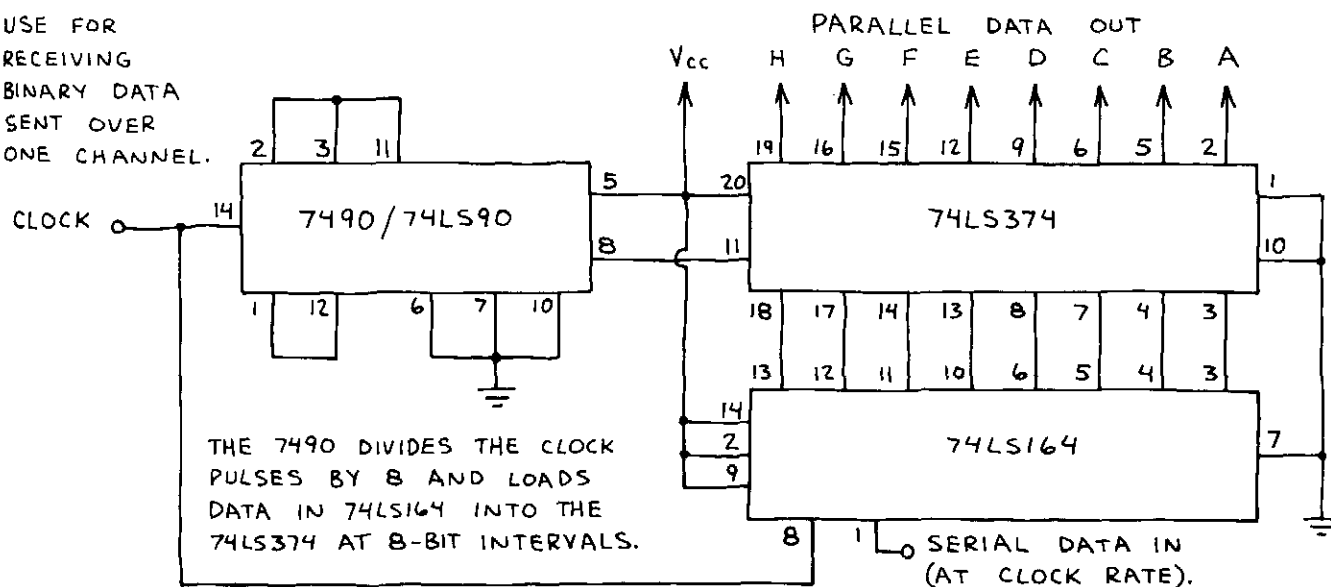 USE FOR
RECEIVING
BINARY DATA
SENT OVER
ONE CHANNEL.
PARALLEL DATA OUT
Vcc H G F E D C B A
2 3 11
19 16 15 12 9 6 5 2
CLOCK
14
7490/74LS90
5
8
20
11
74LS374
1
10
1 12 6 7 10
18 17 14 13 8 7 4 3
13 12 11 10 6 5 4 3
14
2
9
74LS164
7
THE 7490 DIVIDES THE CLOCK
PULSES BY 8 AND LOADS
DATA IN 74LS164 INTO THE
74LS374 AT 8-BIT INTERVALS.
8 1
SERIAL DATA IN
(AT CLOCK RATE).